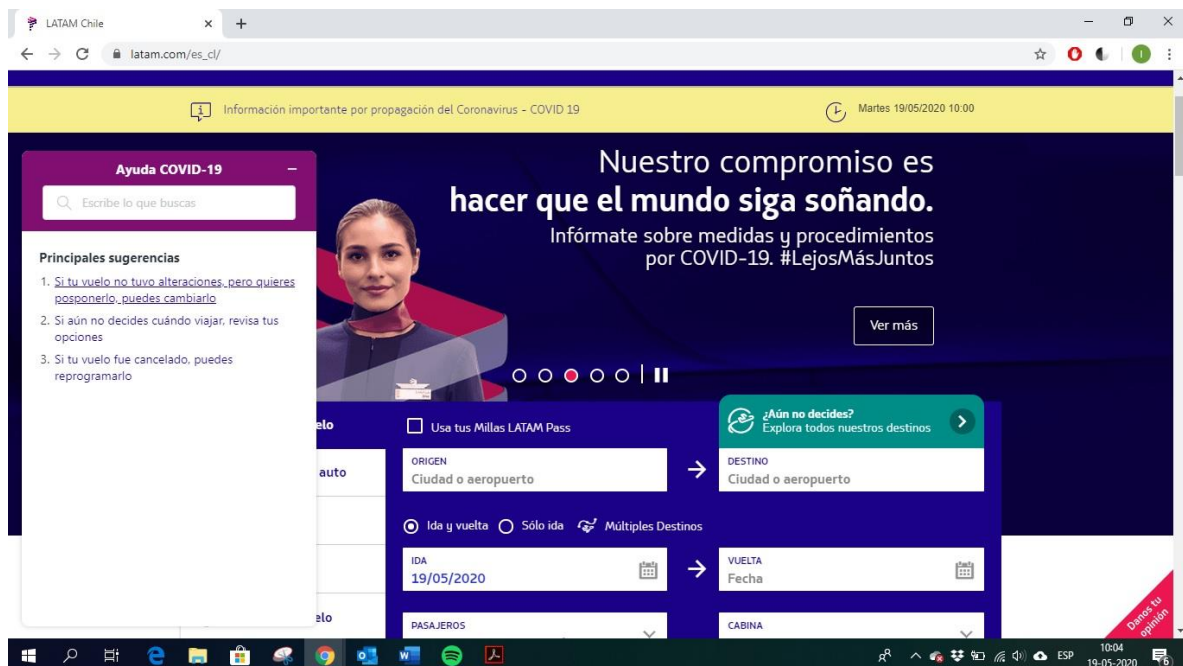 LATAM Chile
latam.com/es_cl/
Información importante por propagación del Coronavirus - COVID 19
Martes 19/05/2020 10:00
Ayuda COVID-19
Escribe lo que buscas
Principales sugerencias
1. Si tu vuelo no tuvo alteraciones, pero quieres
posponerlo, puedes cambiarlo
2. Si aún no decides cuándo viajar, revisa tus
opciones
3. Si tu vuelo fue cancelado, puedes
reprogramarlo
Nuestro compromiso es
hacer que el mundo siga soñando.
Infórmate sobre medidas y procedimientos
por COVID-19. #LejosMásJuntos
Ver más
elo
auto
elo
Usa tus Millas LATAM Pass
¿Aún no decides?
Explora todos nuestros destinos
ORIGEN
Ciudad o aeropuerto
DESTINO
Ciudad o aeropuerto
Ida y vuelta
Sólo ida
Múltiples Destinos
IDA
19/05/2020
VUELTA
Fecha
PASAJEROS
CABINA
Danos tu
opinión
ESP
10:04
19-05-2020